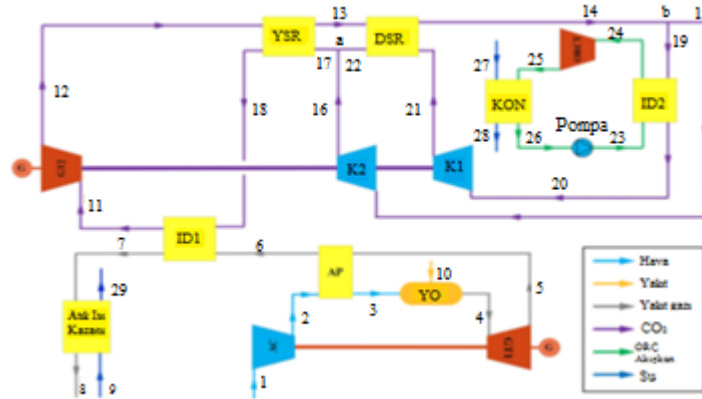 13
14
b
1
YSR
DSR
a
17
22
19
24
25
27
12
18
16
21
KON
ID2
Pompa
28
26
23
G
K2
K1
20
11
ID1
7
6
29
AP
10
YO
5
2
3
4
Atık Isı
Kazanı
G
8
9
1
Hava
Yakıt
Yakıt gazı
CO₂
ORC
Akışkan
Su